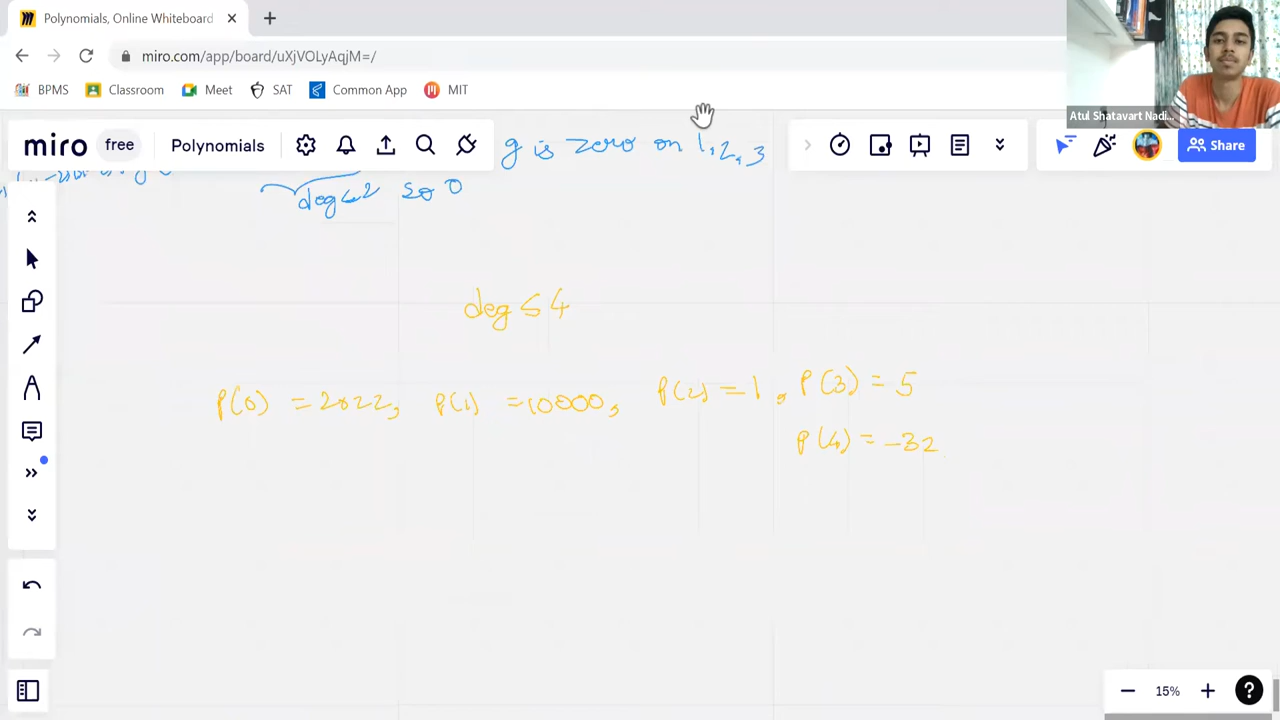 Polynomials, Online Whiteboard
miro.com/app/board/uXjVOLyAqjM=/
BPMS Classroom Meet SAT Common App MIT
Atul Shatavart Nadi...
miro free Polynomials
Share
g is zero on 1,2,3
deg≤2 so 0
deg ≤ 4
P(0) = 2022, P(1) = 10000, P(2) = 1, P(3) = 5
P(4) = -32
15%